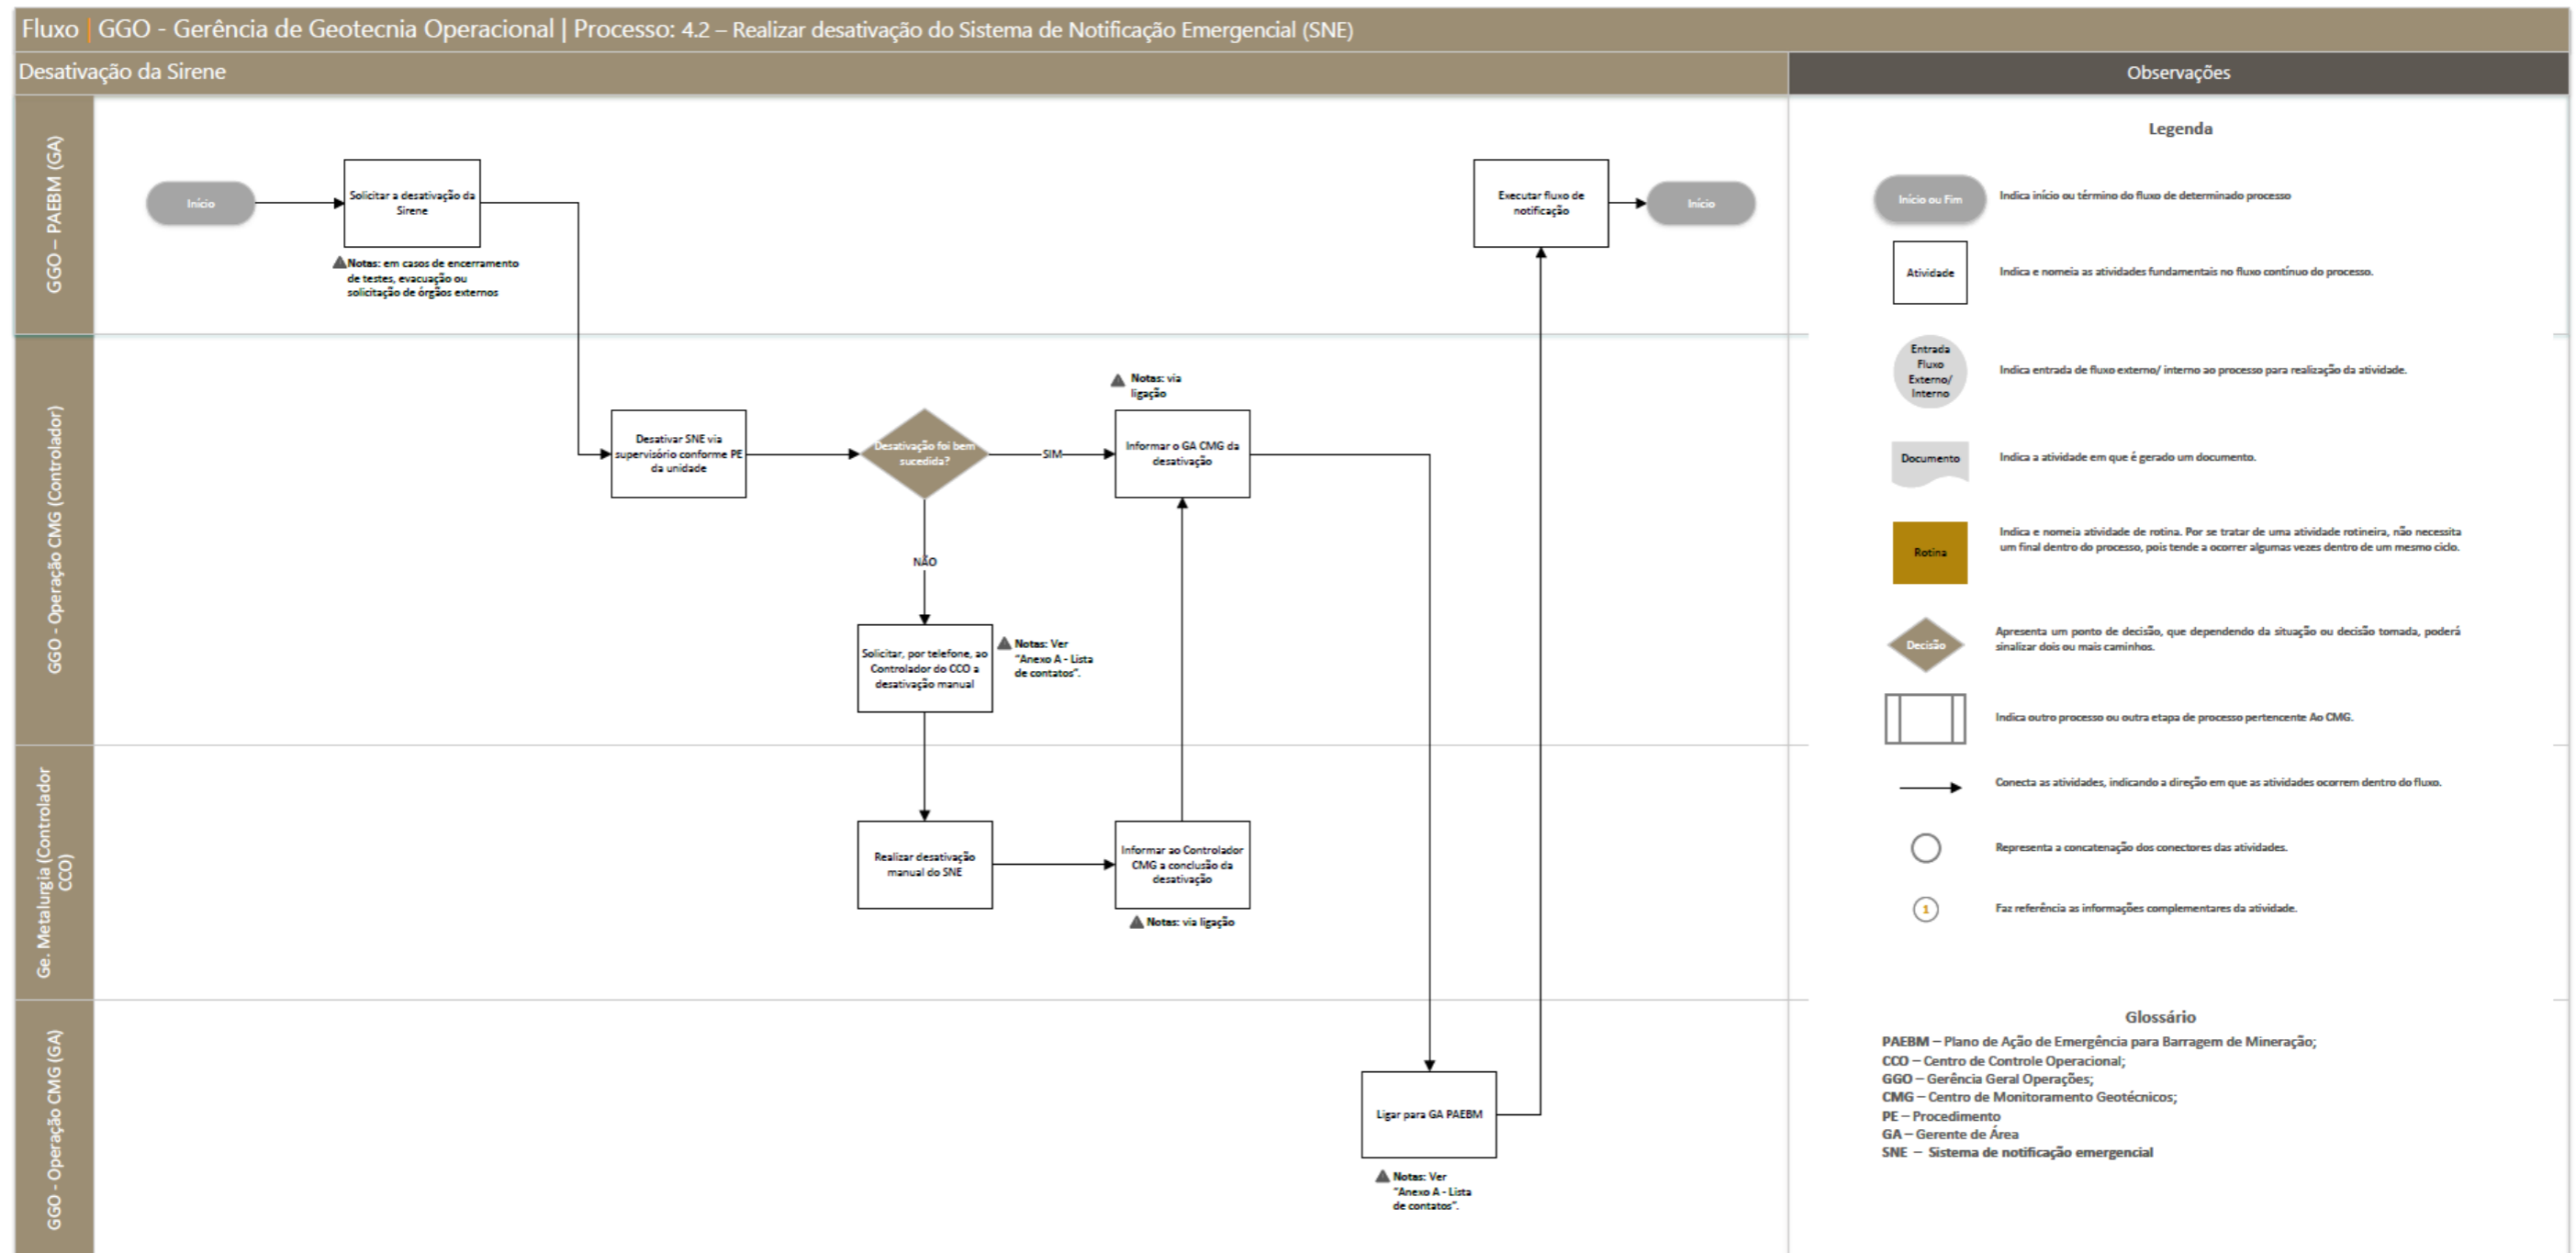 Fluxo | GGO - Gerência de Geotecnia Operacional | Processo: 4.2 – Realizar desativação do Sistema de Notificação Emergencial (SNE)
Desativação da Sirene
Observações
GGO – PAEBM (GA)
Início
Solicitar a desativação da
Sirene
Notas: em casos de encerramento
de testes, evacuação ou
solicitação de órgãos externos
Executar fluxo de
notificação
Início
GGO - Operação CMG (Controlador)
Desativar SNE via
supervisório conforme PE
da unidade
Desativação foi bem
sucedida?
SIM
NÃO
Notas: via
ligação
Informar o GA CMG da
desativação
Solicitar, por telefone, ao
Controlador do CCO a
desativação manual
Notas: Ver
"Anexo A - Lista
de contatos".
Ge. Metalurgia (Controlador
CCO)
Realizar desativação
manual do SNE
Informar ao Controlador
CMG a conclusão da
desativação
Notas: via ligação
GGO - Operação CMG (GA)
Ligar para GA PAEBM
Notas: Ver
"Anexo A - Lista
de contatos".
Legenda
Início ou Fim
Indica início ou término do fluxo de determinado processo
Atividade
Indica e nomeia as atividades fundamentais no fluxo contínuo do processo.
Entrada
Fluxo
Externo/
Interno
Indica entrada de fluxo externo/ interno ao processo para realização da atividade.
Documento
Indica a atividade em que é gerado um documento.
Rotina
Indica e nomeia atividade de rotina. Por se tratar de uma atividade rotineira, não necessita
um final dentro do processo, pois tende a ocorrer algumas vezes dentro de um mesmo ciclo.
Decisão
Apresenta um ponto de decisão, que dependendo da situação ou decisão tomada, poderá
sinalizar dois ou mais caminhos.
Indica outro processo ou outra etapa de processo pertencente Ao CMG.
Conecta as atividades, indicando a direção em que as atividades ocorrem dentro do fluxo.
Representa a concatenação dos conectores das atividades.
1
Faz referência as informações complementares da atividade.
Glossário
PAEBM – Plano de Ação de Emergência para Barragem de Mineração;
CCO – Centro de Controle Operacional;
GGO – Gerência Geral Operações;
CMG – Centro de Monitoramento Geotécnicos;
PE – Procedimento
GA – Gerente de Área
SNE – Sistema de notificação emergencial